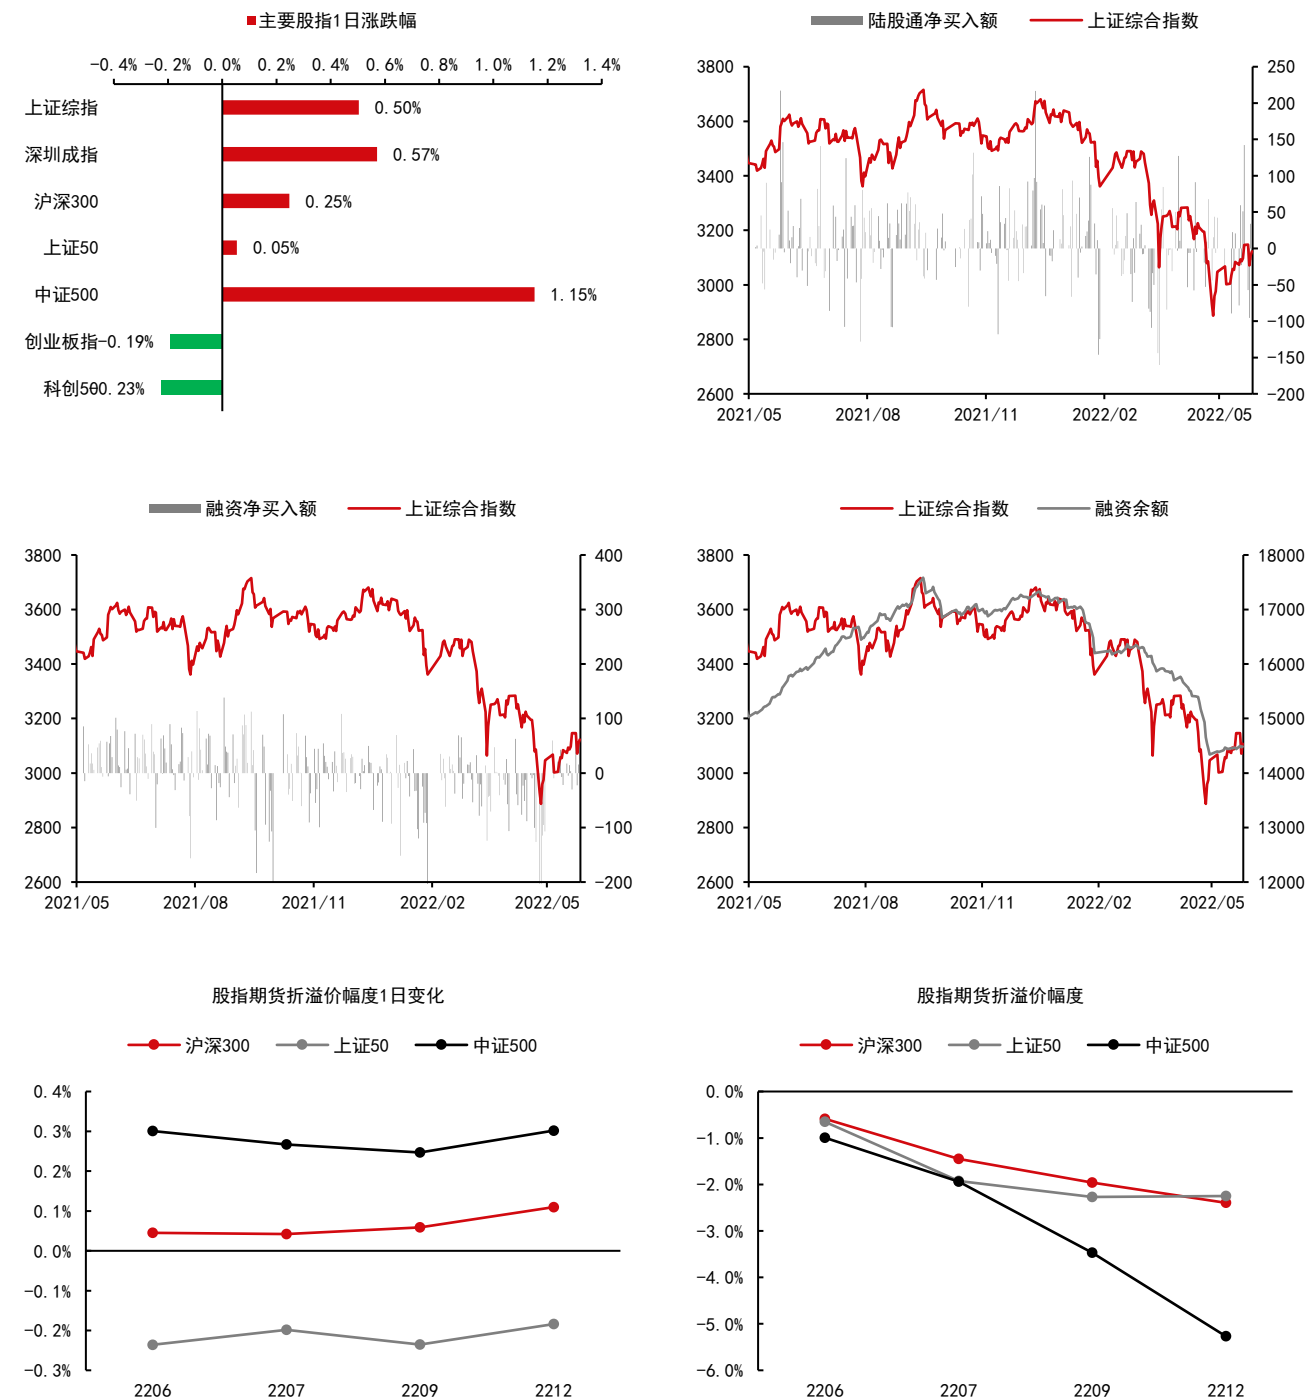 主要股指1日涨跌幅
-0.4% -0.2% 0.0% 0.2% 0.4% 0.6% 0.8% 1.0% 1.2% 1.4%
上证综指 0.50%
深圳成指 0.57%
沪深300 0.25%
上证50 0.05%
中证500 1.15%
创业板指 -0.19%
科创50 -0.23%
陆股通净买入额 上证综合指数
3800 250
3600 200
3400 150
3200 100
3000 50
2800 0
2600 -50
-100
-150
-200
2021/05 2021/08 2021/11 2022/02 2022/05
融资净买入额 上证综合指数
3800 400
3600 300
3400 200
3200 100
3000 0
2800 -100
2600 -200
2021/05 2021/08 2021/11 2022/02 2022/05
上证综合指数 融资余额
3800 18000
3600 17000
3400 16000
3200 15000
3000 14000
2800 13000
2600 12000
2021/05 2021/08 2021/11 2022/02 2022/05
股指期货折溢价幅度1日变化
沪深300 上证50 中证500
0.4%
0.3%
0.2%
0.1%
0.0%
-0.1%
-0.2%
-0.3%
2206 2207 2209 2212
股指期货折溢价幅度
沪深300 上证50 中证500
0.0%
-1.0%
-2.0%
-3.0%
-4.0%
-5.0%
-6.0%
2206 2207 2209 2212